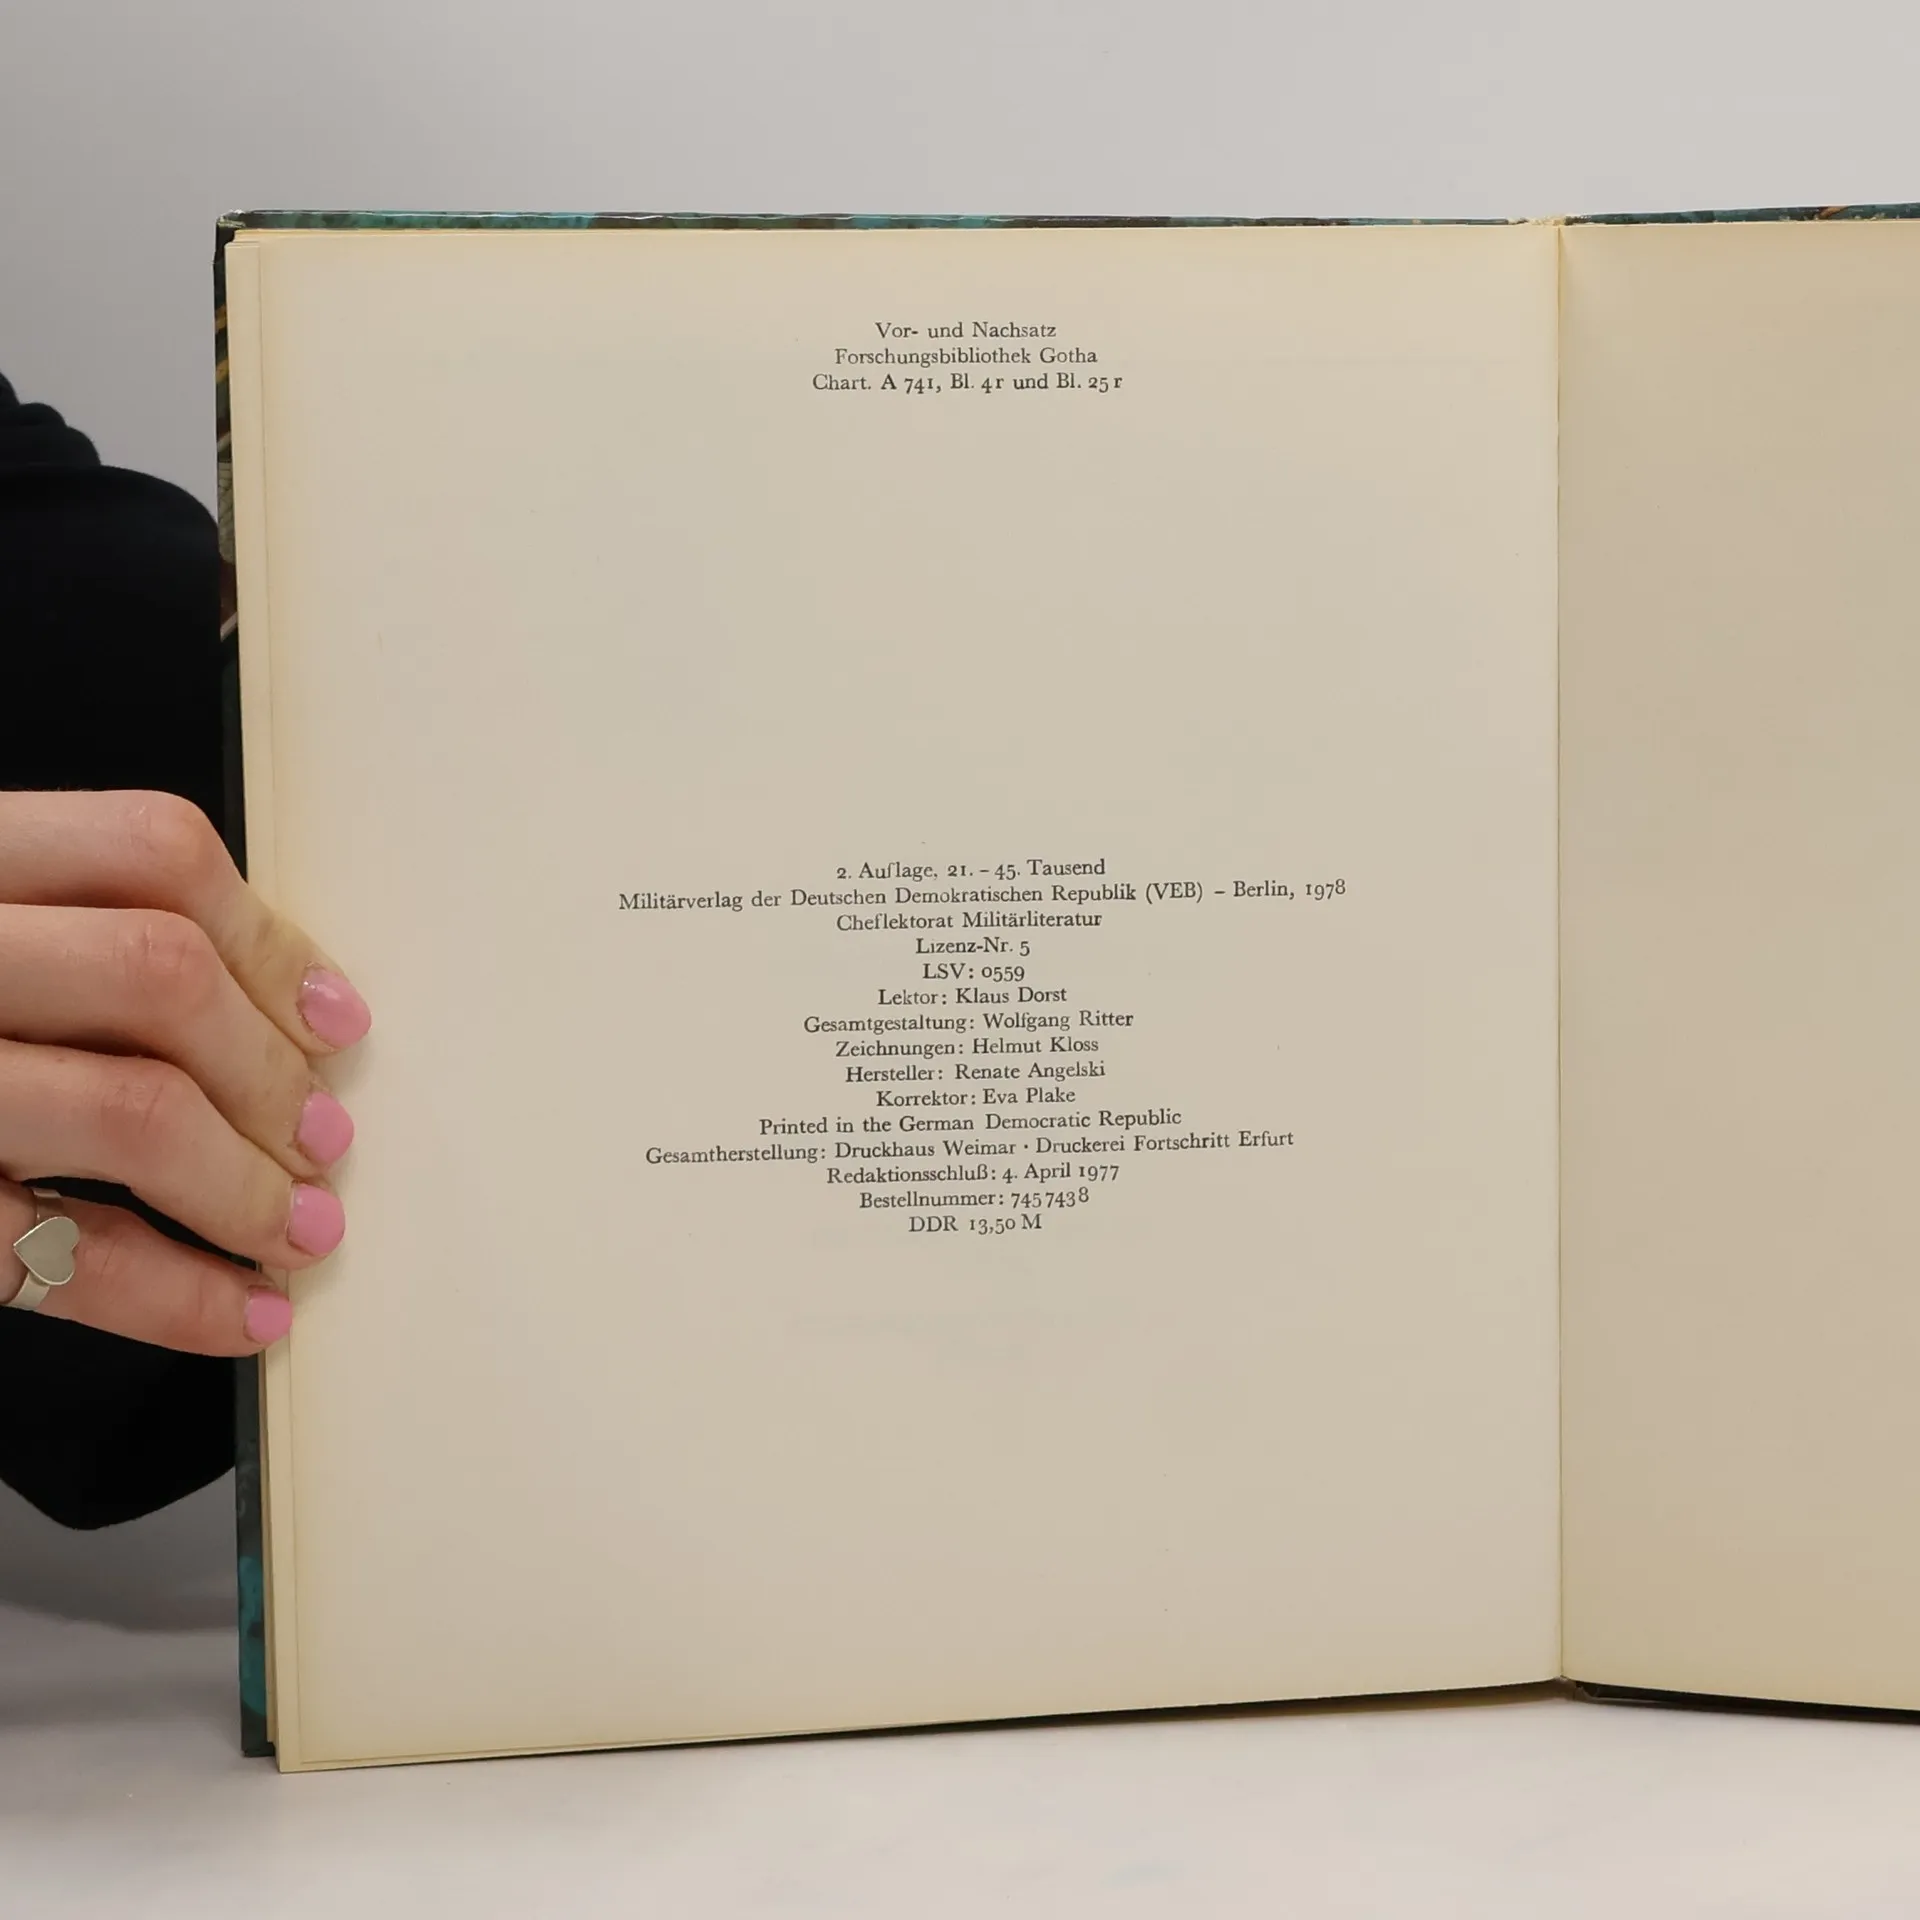 Vor- und Nachsatz
Forschungsbibliothek Gotha
Chart. A 741, Bl. 4r und Bl. 25r
2. Auflage, 21. – 45. Tausend
Militärverlag der Deutschen Demokratischen Republik (VEB) – Berlin, 1978
Cheflektorat Militärliteratur
Lizenz-Nr. 5
LSV: 0559
Lektor: Klaus Dorst
Gesamtgestaltung: Wolfgang Ritter
Zeichnungen: Helmut Kloss
Hersteller: Renate Angelski
Korrektor: Eva Plake
Printed in the German Democratic Republic
Gesamtherstellung: Druckhaus Weimar · Druckerei Fortschritt Erfurt
Redaktionsschluß: 4. April 1977
Bestellnummer: 745 743 8
DDR 13,50 M